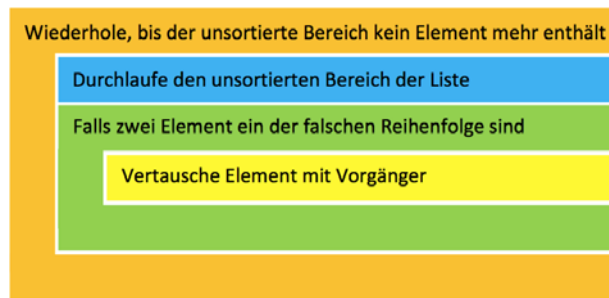 Wiederhole, bis der unsortierte Bereich kein Element mehr enthält
Durchlaufe den unsortierten Bereich der Liste
Falls zwei Element ein der falschen Reihenfolge sind
Vertausche Element mit Vorgänger